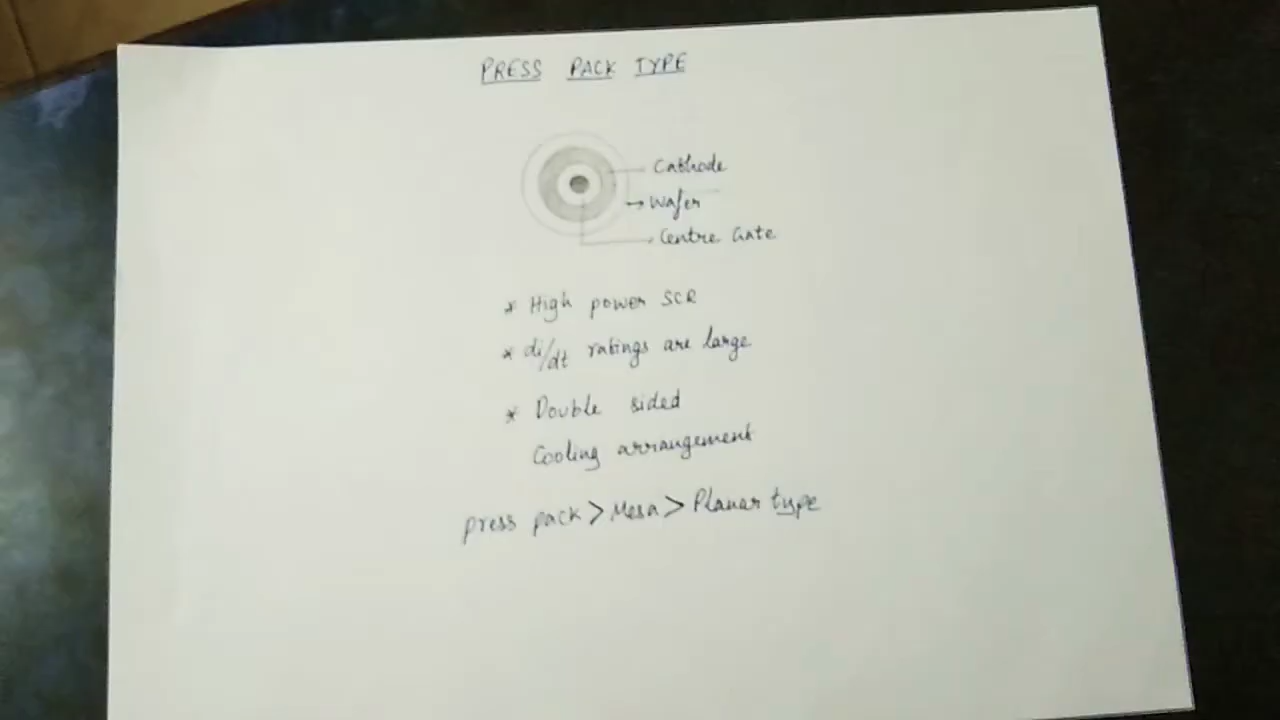 PRESS PACK TYPE
Cathode
→ Wafer
Centre Gate
* High power SCR
* di/dt ratings are large
* Double sided
Cooling arrangement
press pack > Mesa > Planar type